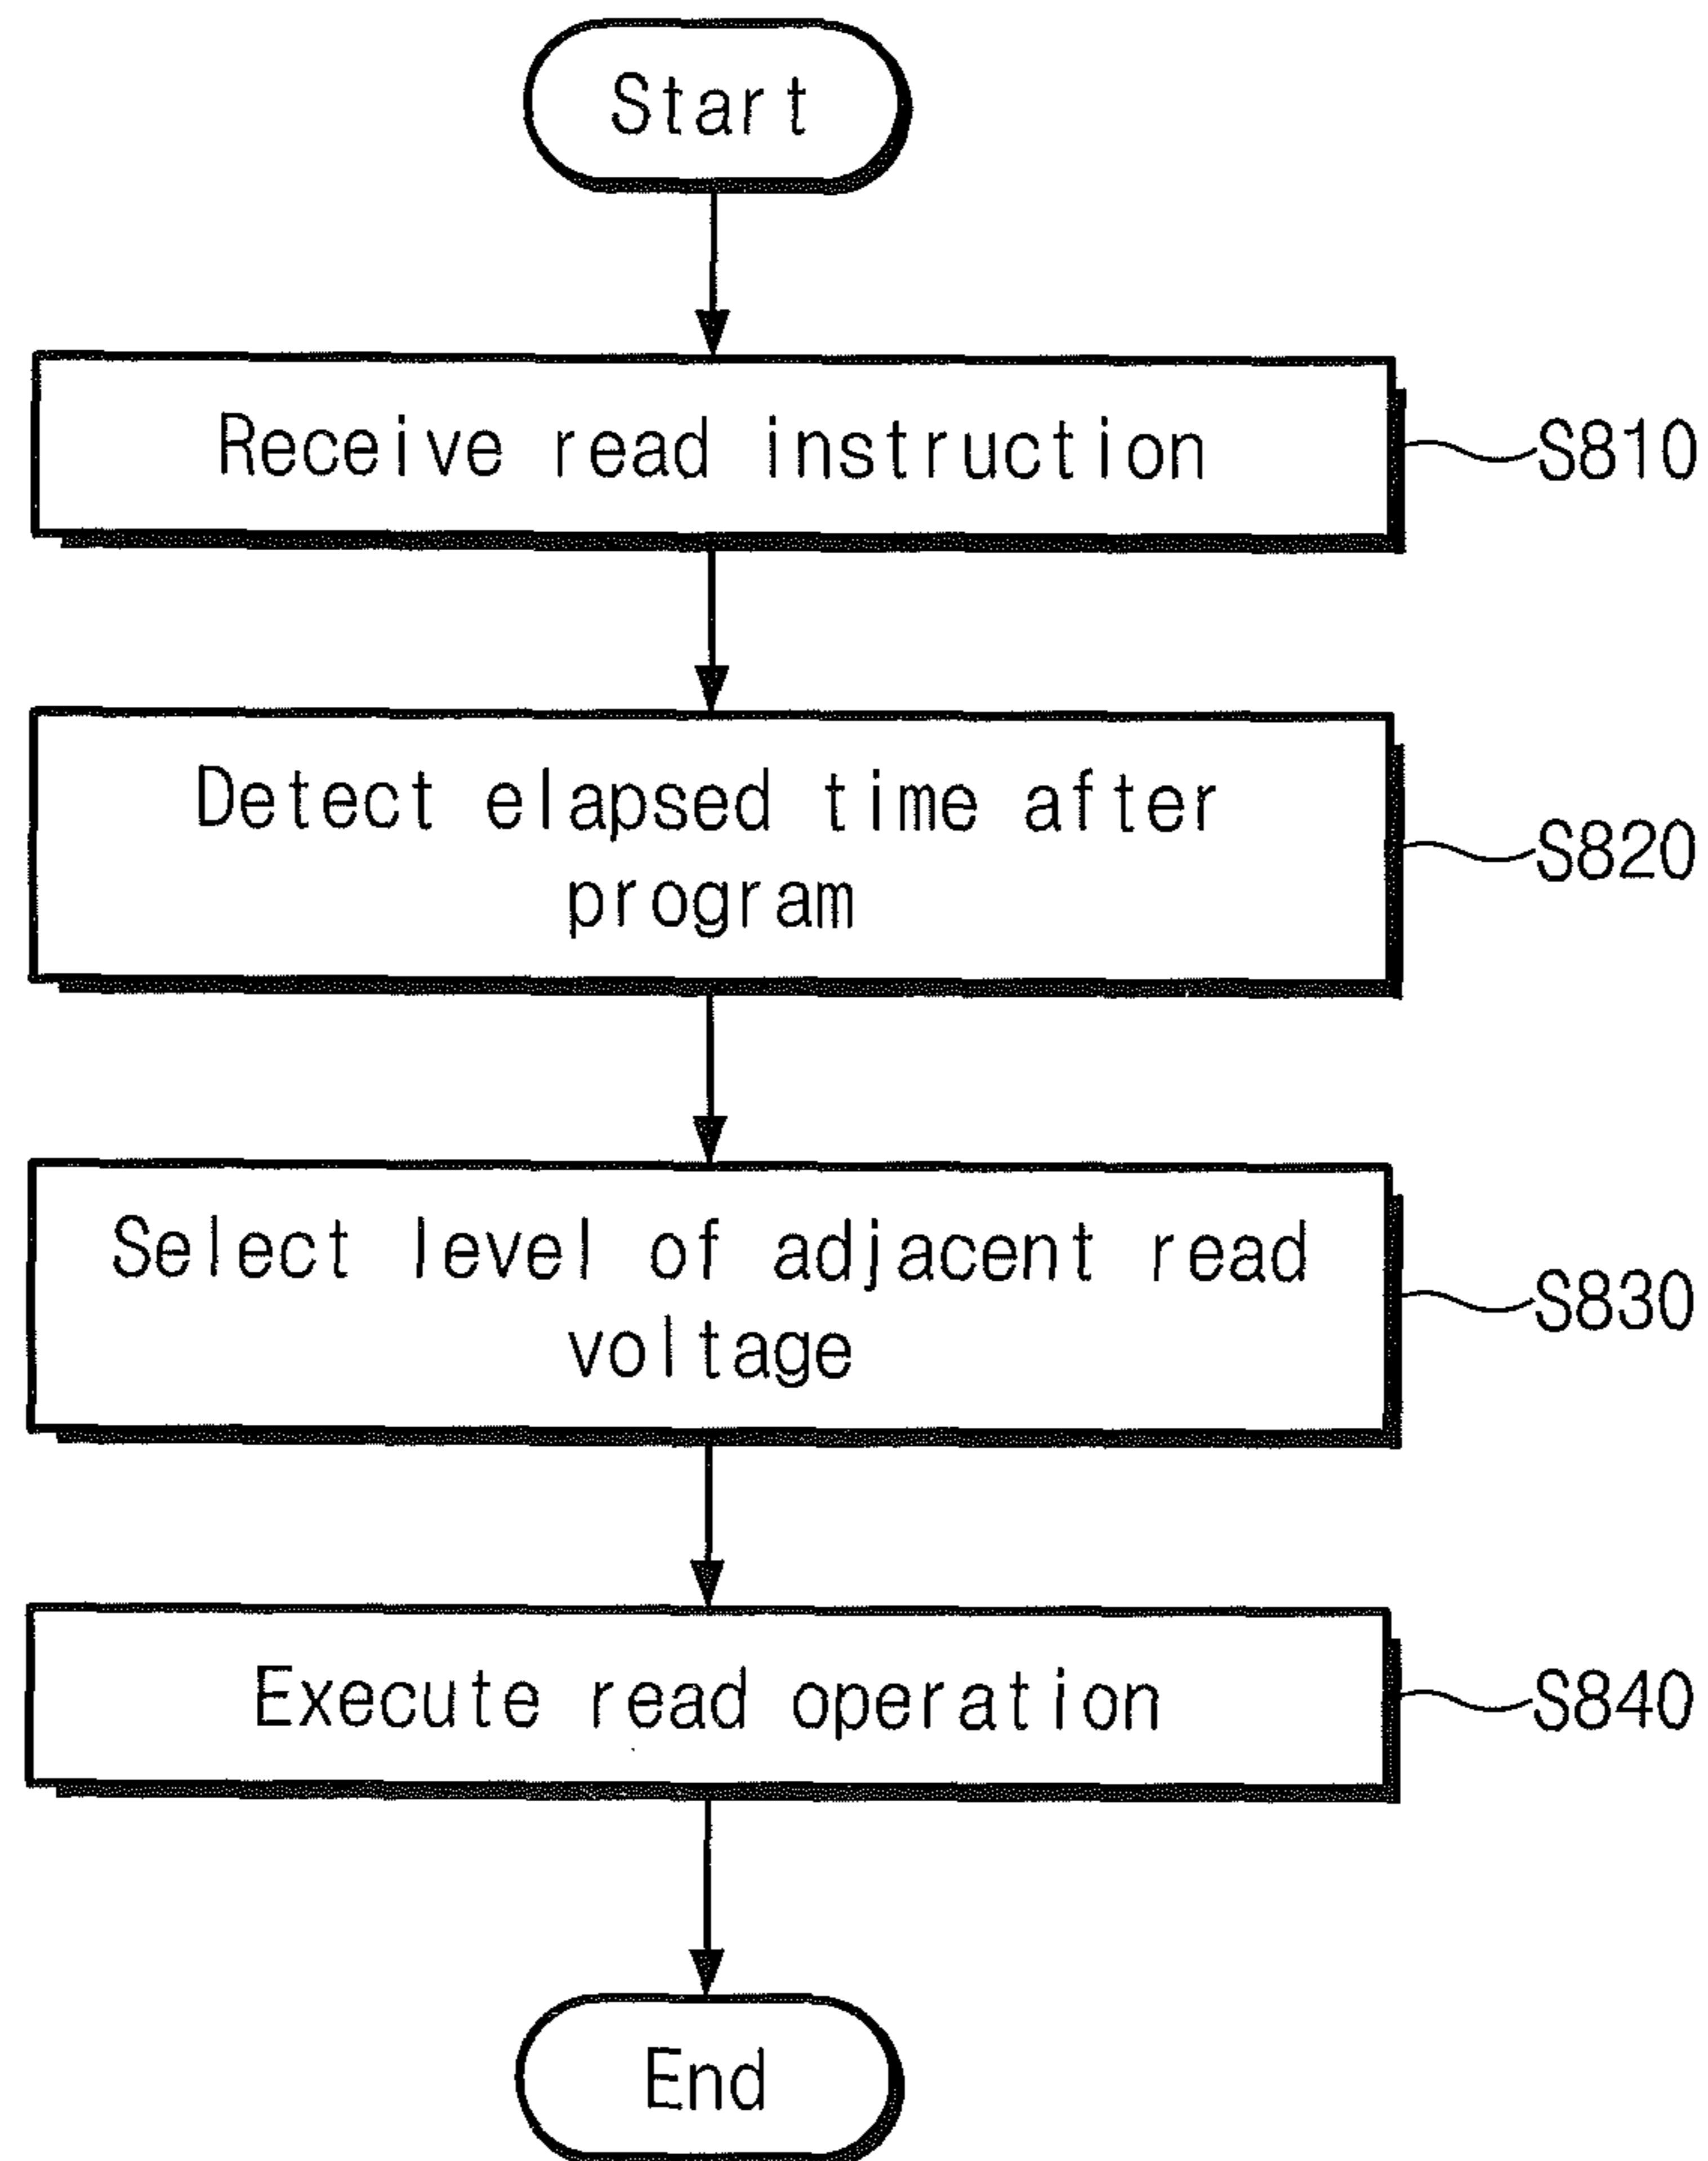 Start
Receive read instruction
S810
Detect elapsed time after
program
S820
Select level of adjacent read
voltage
S830
Execute read operation
S840
End